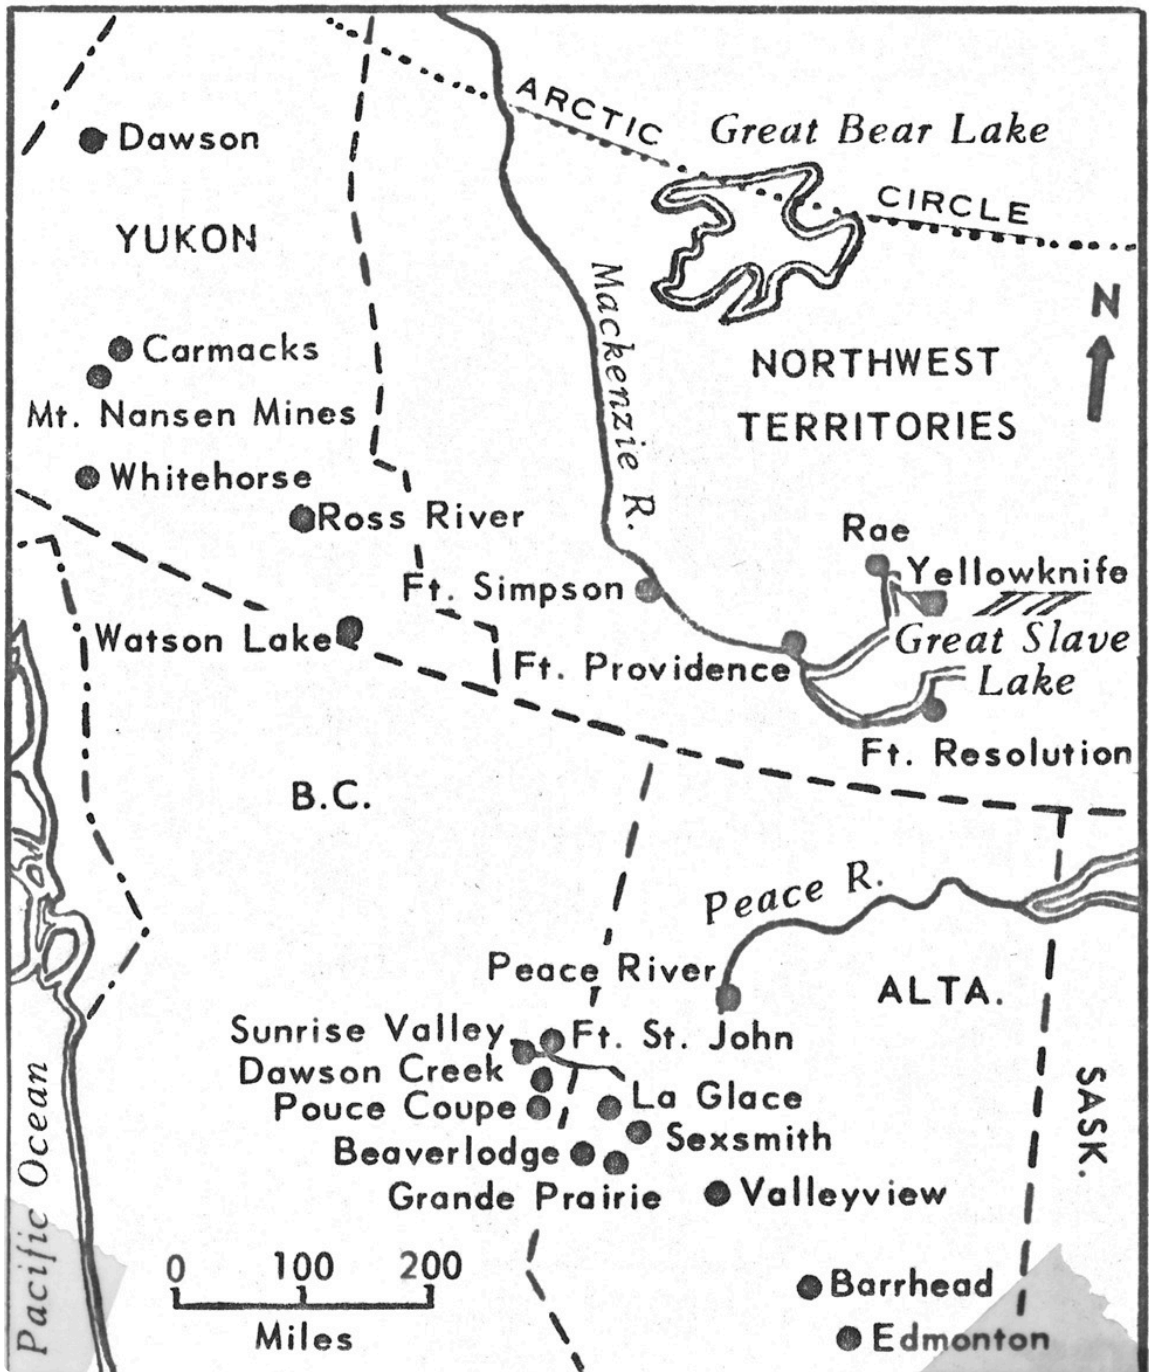 ARCTIC
Great Bear Lake
Dawson
CIRCLE
YUKON
Mackenzie R.
N
Carmacks
NORTHWEST
TERRITORIES
Mt. Nansen Mines
Whitehorse
Ross River
Rae
Yellowknife
Ft. Simpson
Great Slave
Lake
Watson Lake
Ft. Providence
Ft. Resolution
B.C.
Peace R.
Peace River
ALTA.
Sunrise Valley
Ft. St. John
Dawson Creek
SASK.
Pouce Coupe
La Glace
Sexsmith
Beaverlodge
Grande Prairie
Valleyview
Pacific Ocean
0 100 200
Miles
Barrhead
Edmonton